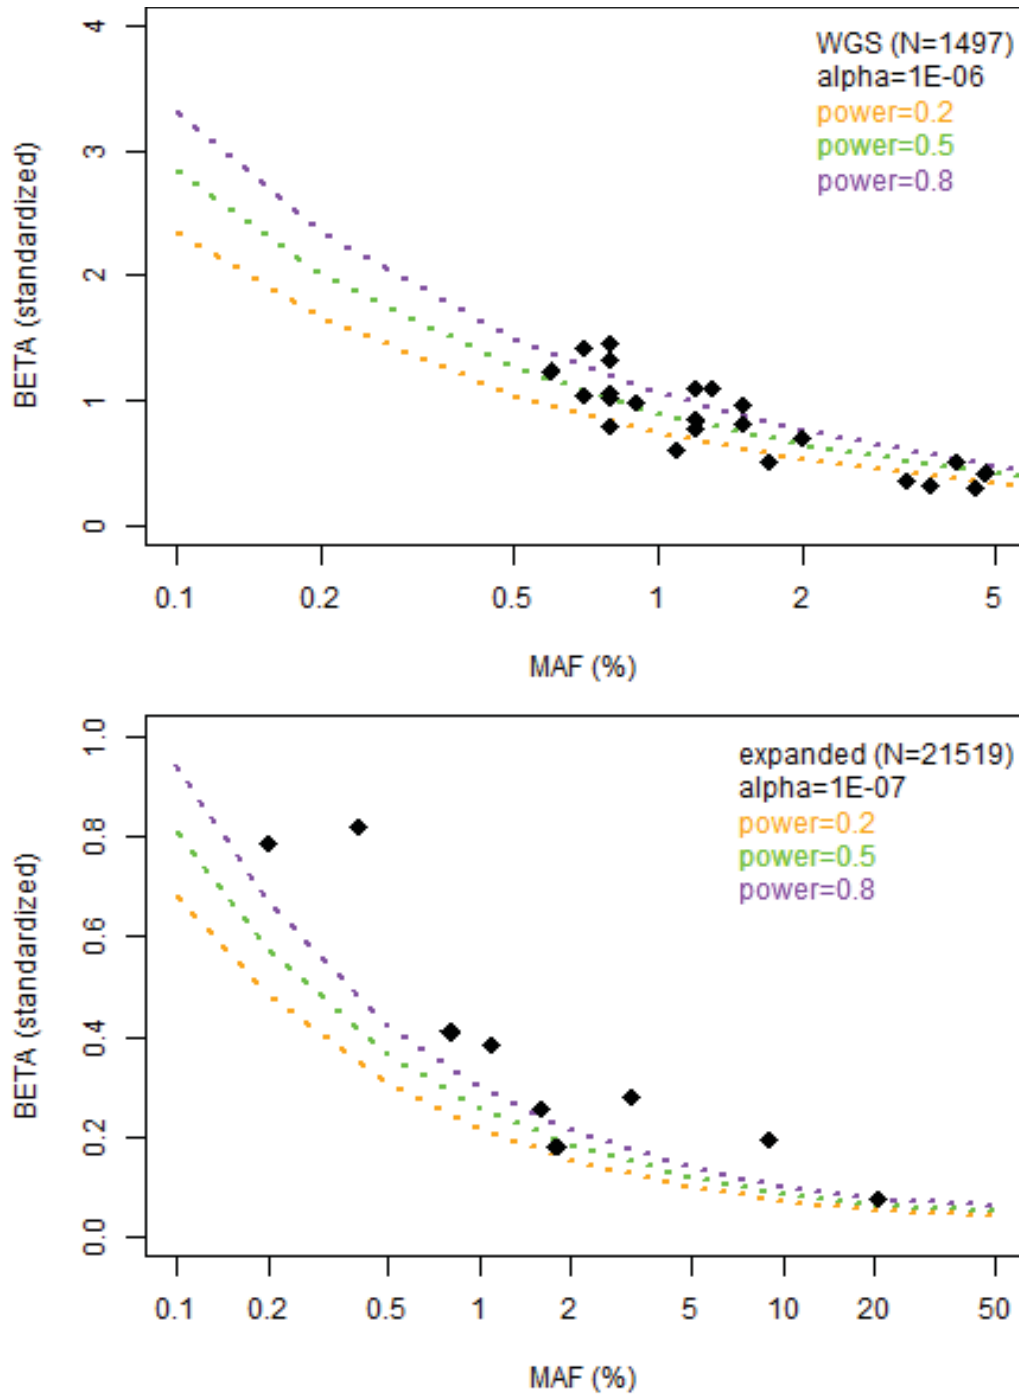 WGS (N=1497)
alpha=1E-06
power=0.2
power=0.5
power=0.8
BETA (standardized)
4
3
2
1
0
0.1 0.2 0.5 1 2 5
MAF (%)
expanded (N=21519)
alpha=1E-07
power=0.2
power=0.5
power=0.8
BETA (standardized)
1.0
0.8
0.6
0.4
0.2
0.0
0.1 0.2 0.5 1 2 5 10 20 50
MAF (%)